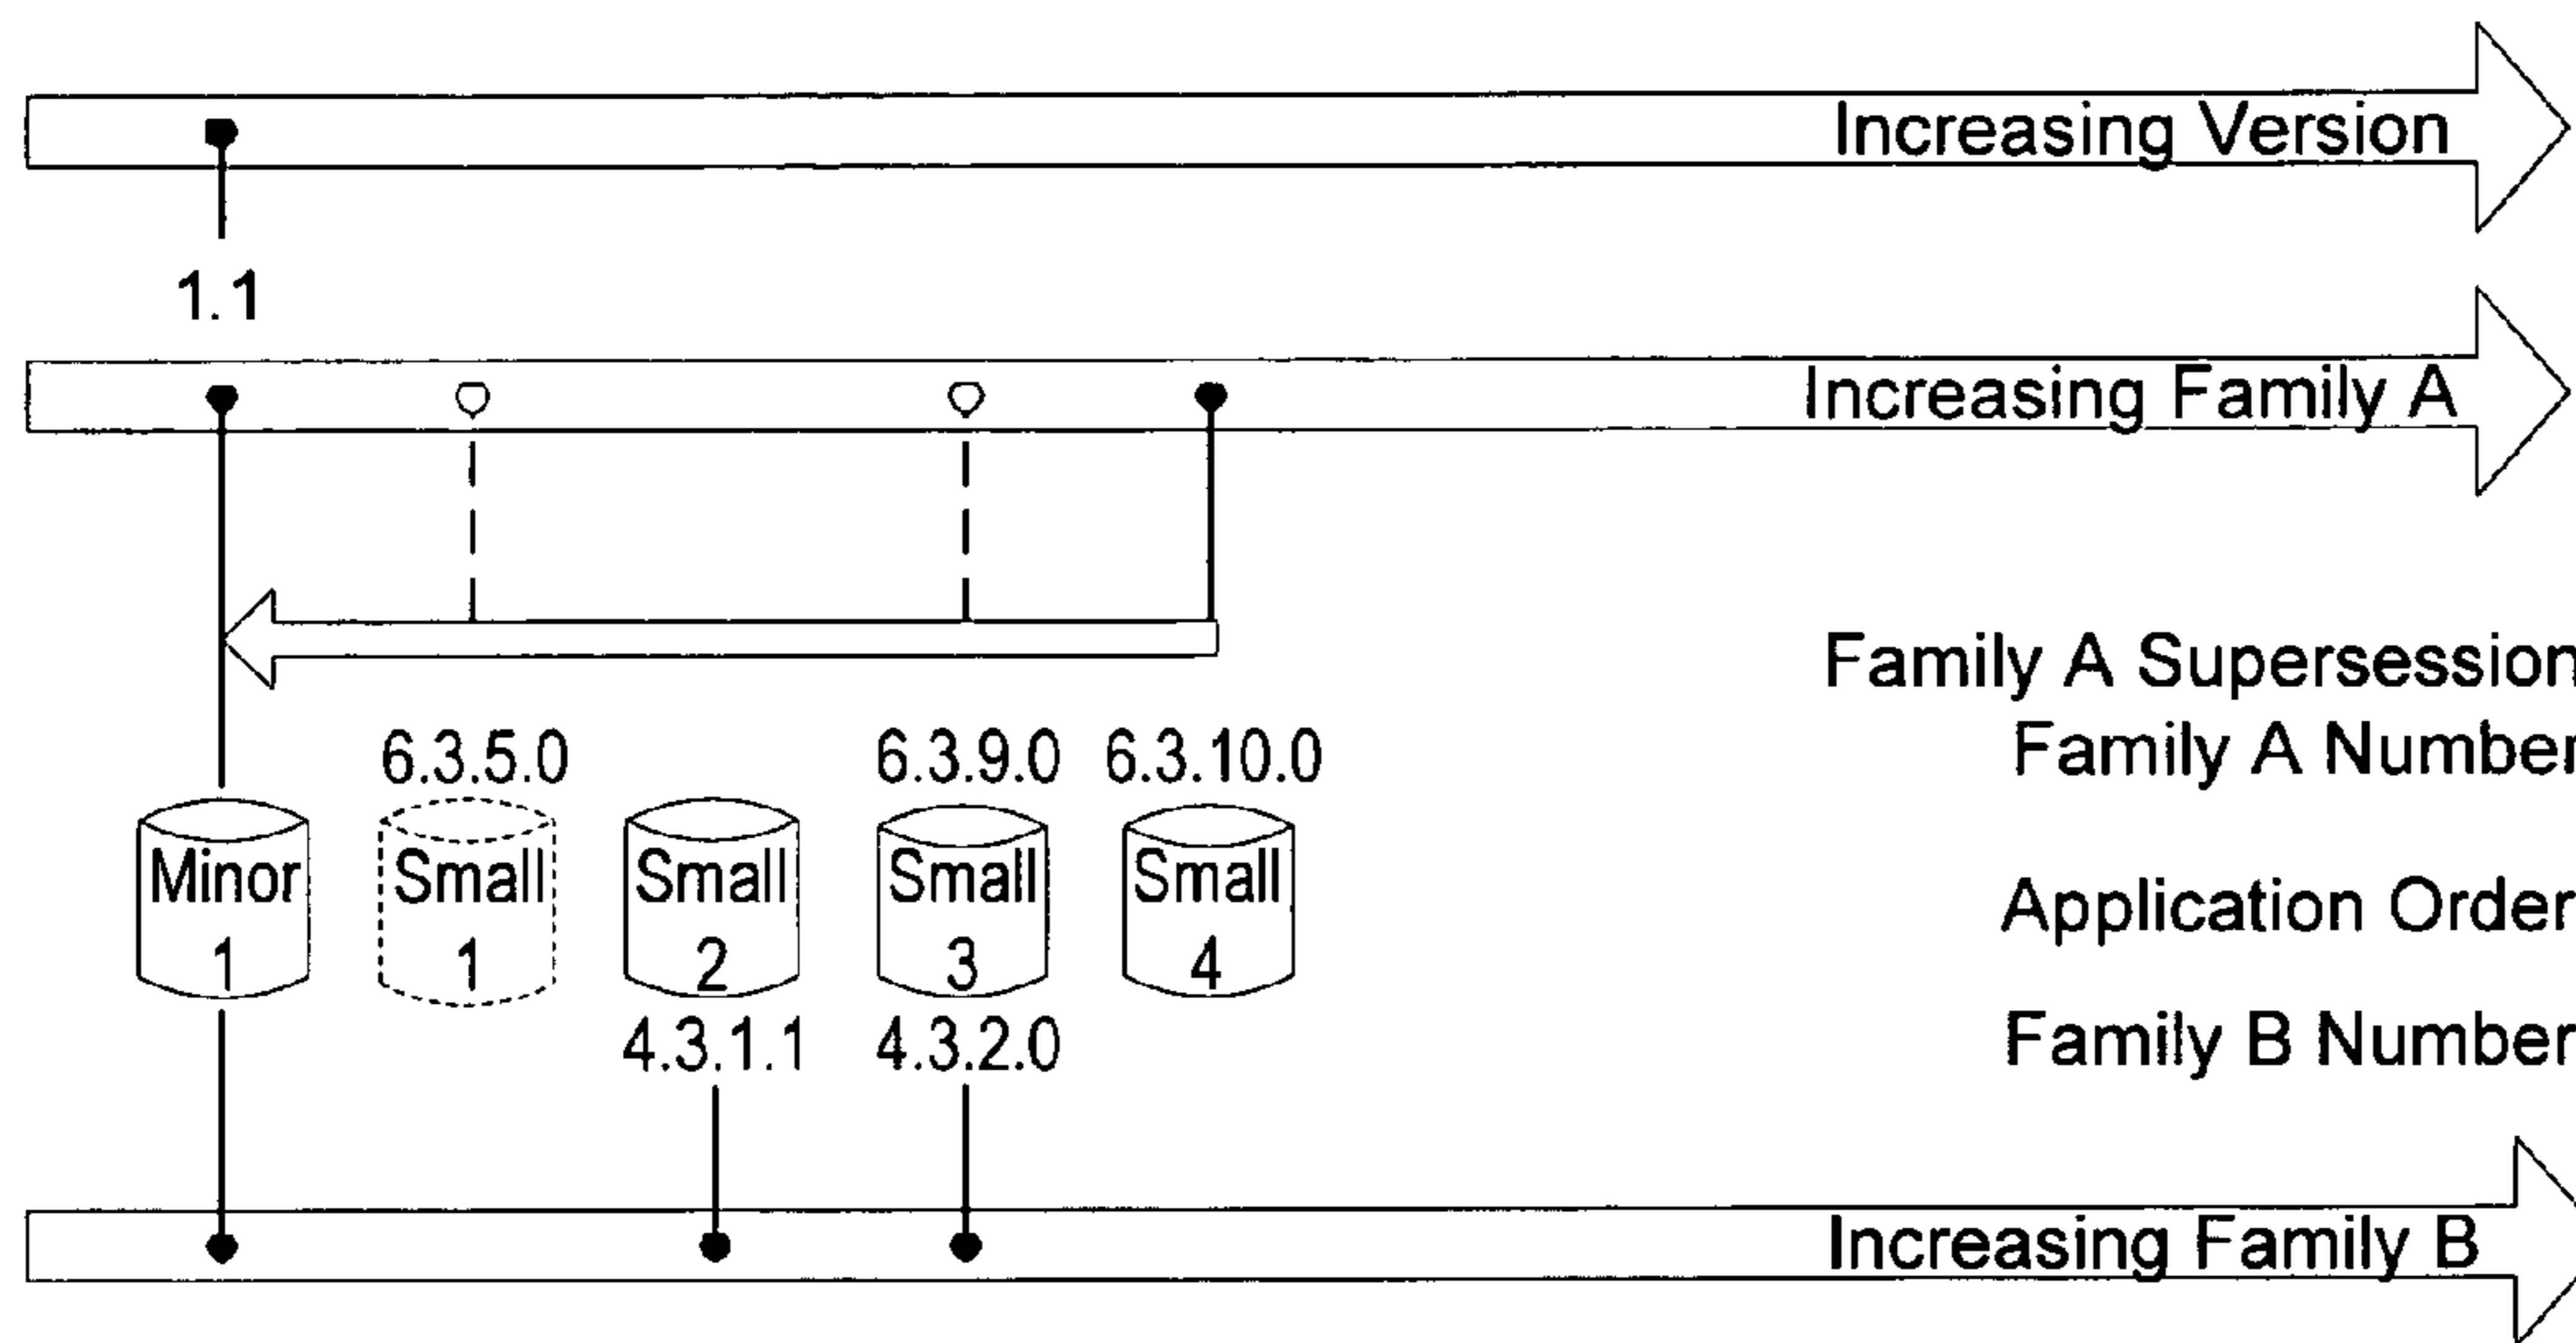 Increasing Version
1.1
Increasing Family A
Family A Supersession
6.3.5.0 6.3.9.0 6.3.10.0 Family A Number
Minor 1 Small 1 Small 2 Small 3 Small 4 Application Order
4.3.1.1 4.3.2.0 Family B Number
Increasing Family B